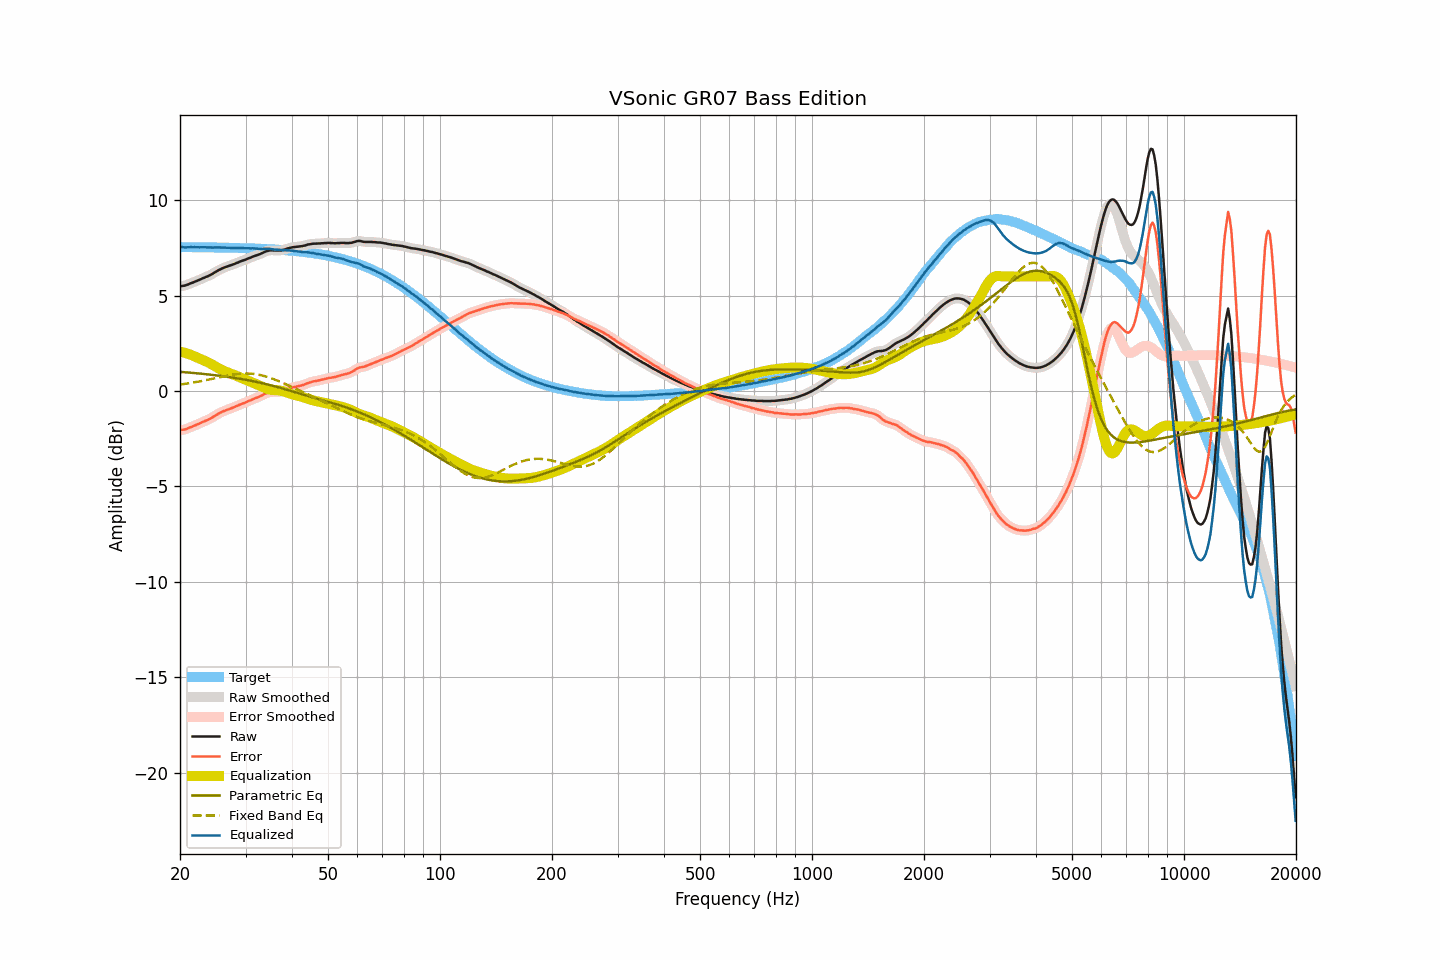 VSonic GR07 Bass Edition
Amplitude (dBr)
10
5
0
−5
−10
−15
−20
Target
Raw Smoothed
Error Smoothed
Raw
Error
Equalization
Parametric Eq
Fixed Band Eq
Equalized
20 50 100 200 500 1000 2000 5000 10000 20000
Frequency (Hz)